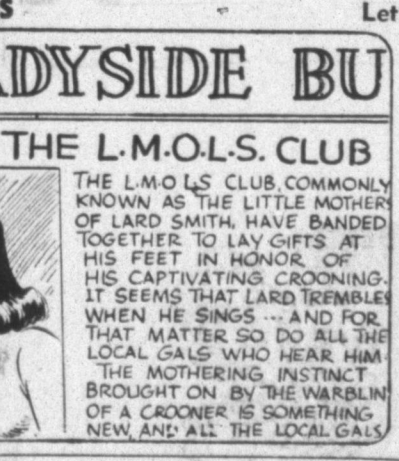 S
Let
ADYSIDE BU
THE L.M.O.L.S. CLUB
THE L.M.O LS CLUB, COMMONLY
KNOWN AS THE LITTLE MOTHERS
OF LARD SMITH, HAVE BANDED
TOGETHER TO LAY GIFTS AT
HIS FEET IN HONOR OF
HIS CAPTIVATING CROONING.
IT SEEMS THAT LARD TREMBLES
WHEN HE SINGS --- AND FOR
THAT MATTER SO DO ALL THE
LOCAL GALS WHO HEAR HIM.
THE MOTHERING INSTINCT
BROUGHT ON BY THE WARBLIN
OF A CROONER IS SOMETHING
NEW, AND ALL THE LOCAL GALS